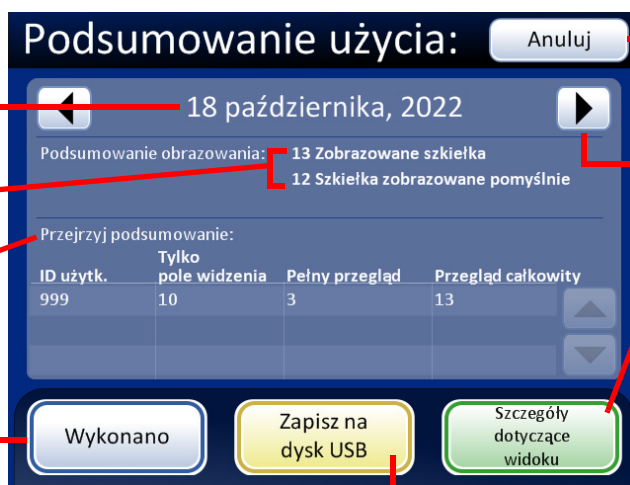 Podsumowanie użycia:
Anuluj
18 października, 2022
Podsumowanie obrazowania:
13 Zobrazowane szkiełka
12 Szkiełka zobrazowane pomyślnie
Przejrzyj podsumowanie:
ID użytk. Tylko pole widzenia Pełny przegląd Przegląd całkowity
999 10 3 13
Wykonano
Zapisz na
dysk USB
Szczegóły
dotyczące
widoku